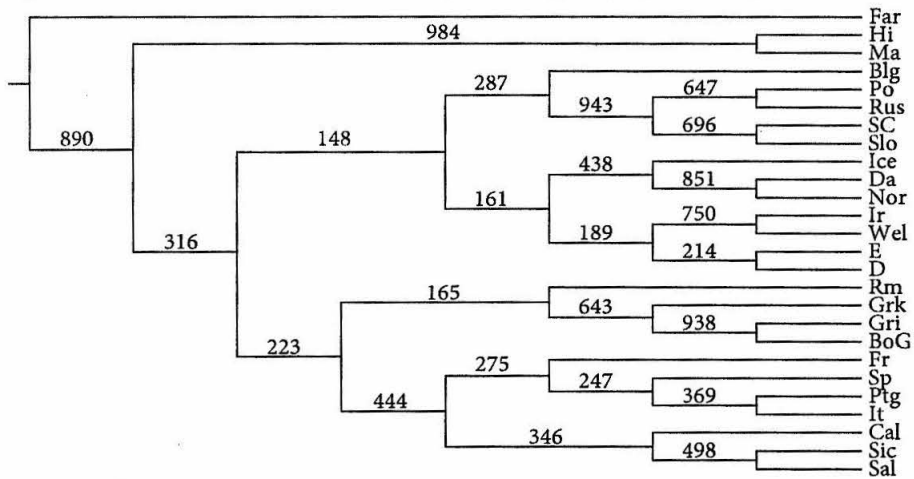 Far
984
Hi
Ma
287
Blg
943
647
Po
Rus
696
SC
Slo
890
148
438
Ice
851
Da
Nor
161
750
Ir
Wel
189
214
E
D
316
165
Rm
643
Grk
938
Gri
BoG
223
275
Fr
247
Sp
369
Ptg
It
444
346
Cal
498
Sic
Sal